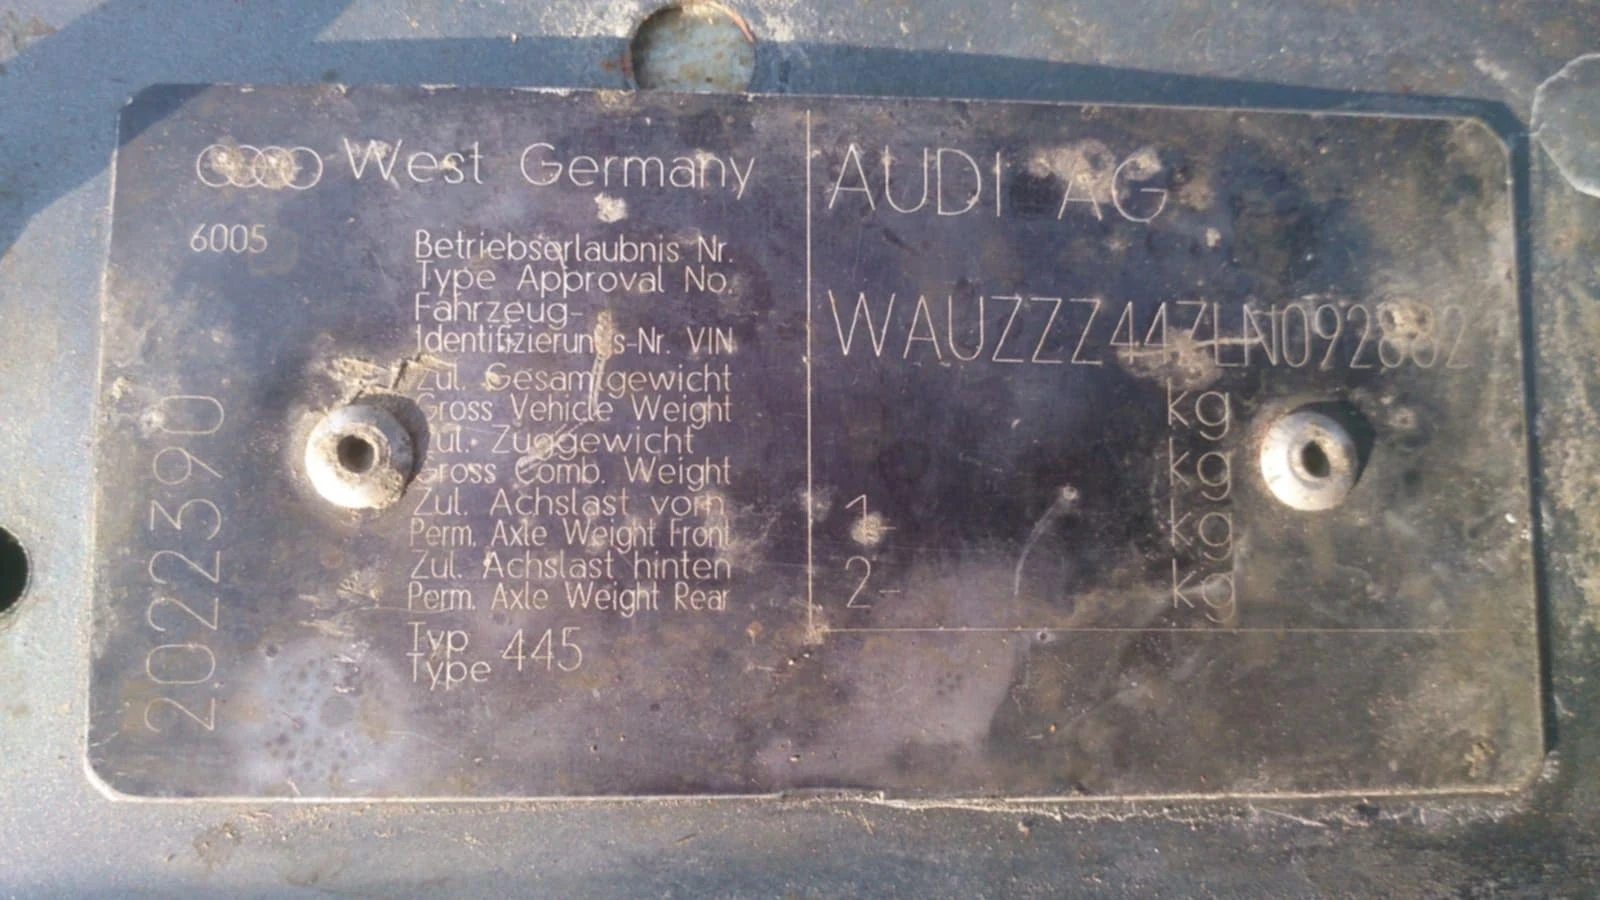 West Germany
6005
Betriebserlaubnis Nr.
Type Approval No.
Fahrzeug-
Identifizierungs-Nr. VIN
Zul. Gesamtgewicht
Gross Vehicle Weight
Zul. Zuggewicht
Gross Comb. Weight
Zul. Achslast vorn
Perm. Axle Weight Front
Zul. Achslast hinten
Perm. Axle Weight Rear
Typ
Type 445
2022390
AUDI AG
WAUZZZ44ZLN092882
kg
kg
1- kg
2- kg